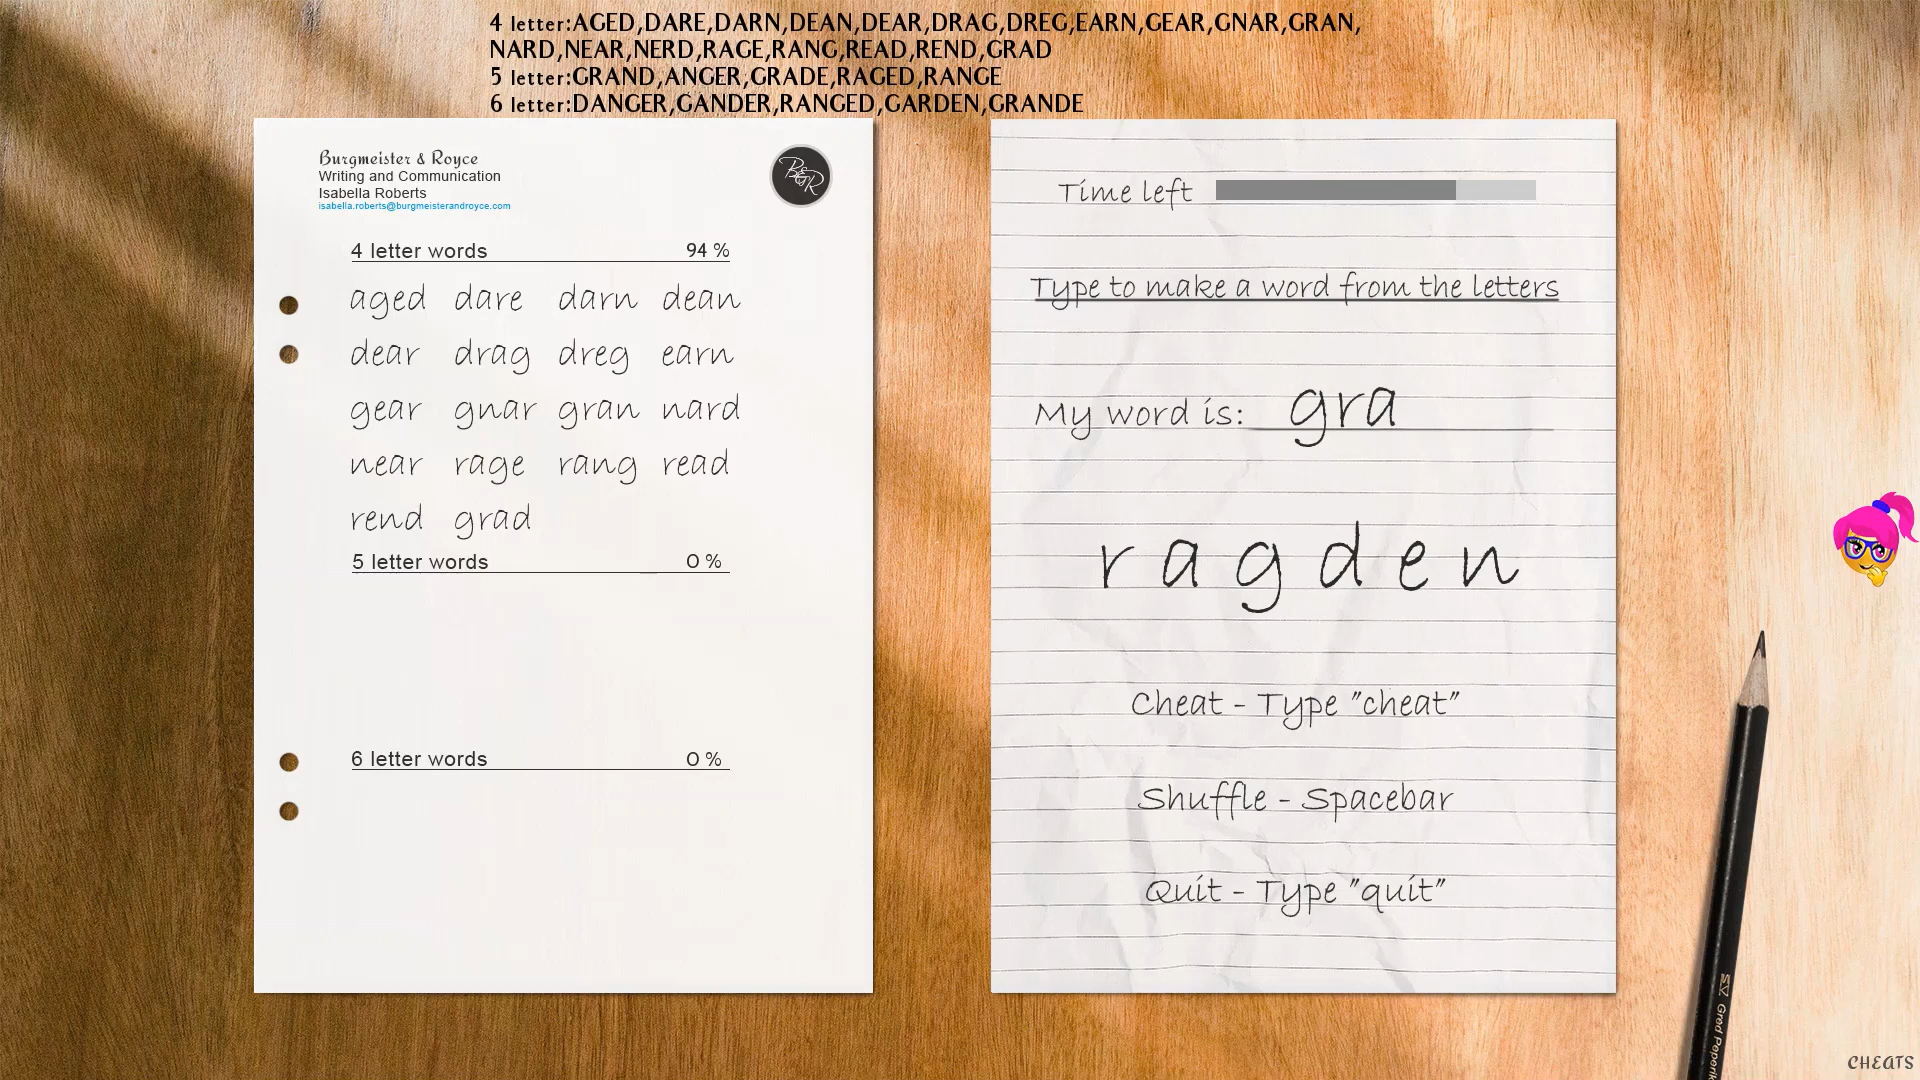 4 letter:AGED,DARE,DARN,DEAN,DEAR,DRAG,DREG,EARN,GEAR,GNAR,GRAN,
NARD,NEAR,NERD,RAGE,RANG,READ,REND,GRAD
5 letter:GRAND,ANGER,GRADE,RAGED,RANGE
6 letter:DANGER,GANDER,RANGED,GARDEN,GRANDE
Burgmeister & Royce
Writing and Communication
Isabella Roberts
isabella.roberts@burgmeisterandroyce.com
B&R
4 letter words 94 %
aged dare darn dean
dear drag dreg earn
gear gnar gran nard
near rage rang read
rend grad
5 letter words 0 %
6 letter words 0 %
Time left
Type to make a word from the letters
My word is: gra
r a g d e n
Cheat - Type "cheat"
Shuffle - Spacebar
Quit - Type "quit"
CHEATS